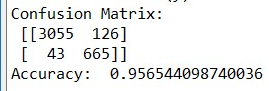 Confusion Matrix:
[[3055 126]
[ 43 665]]
Accuracy: 0.956544098740036